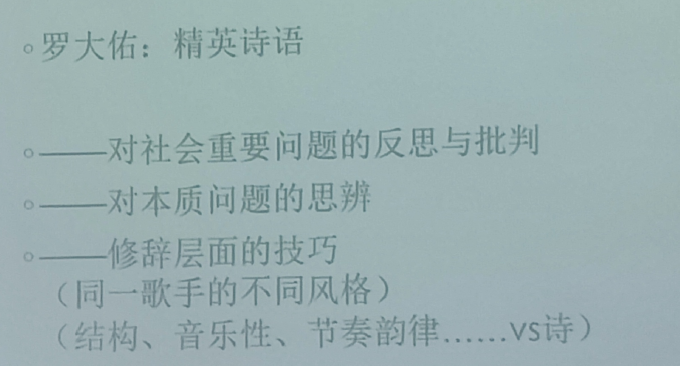 。罗大佑：精英诗语
。——对社会重要问题的反思与批判
。——对本质问题的思辨
。——修辞层面的技巧
（同一歌手的不同风格）
（结构、音乐性、节奏韵律……vs诗）